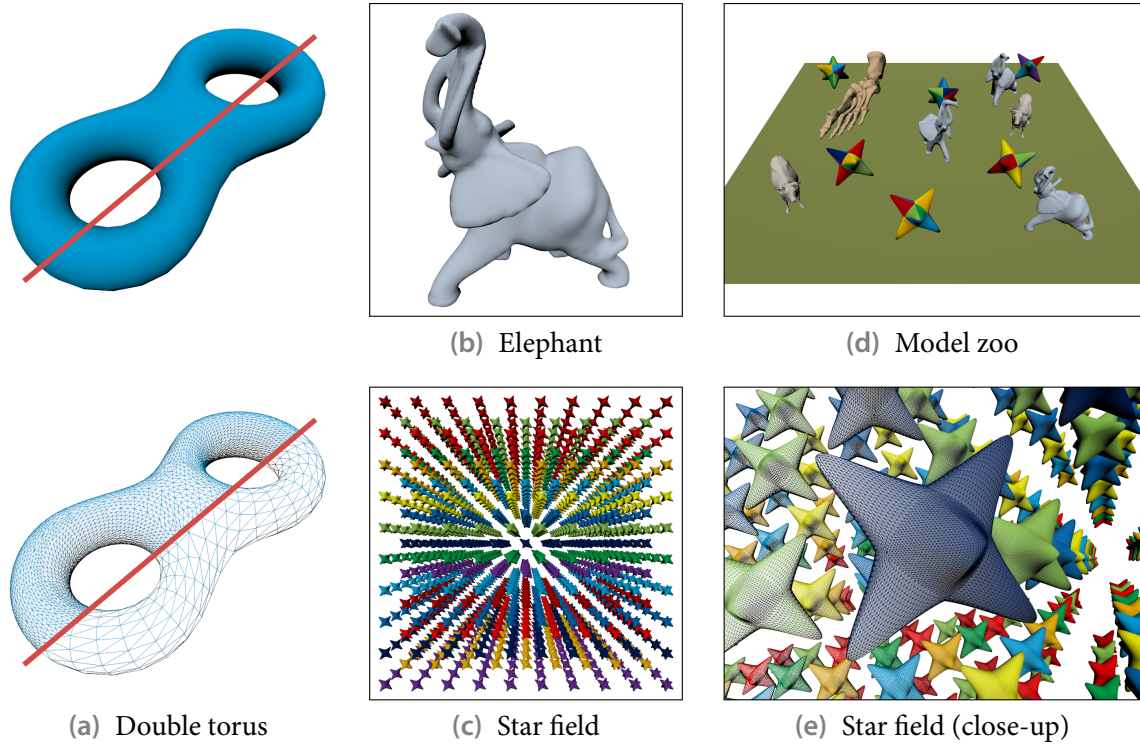 (b) Elephant
(d) Model zoo
(a) Double torus
(c) Star field
(e) Star field (close-up)